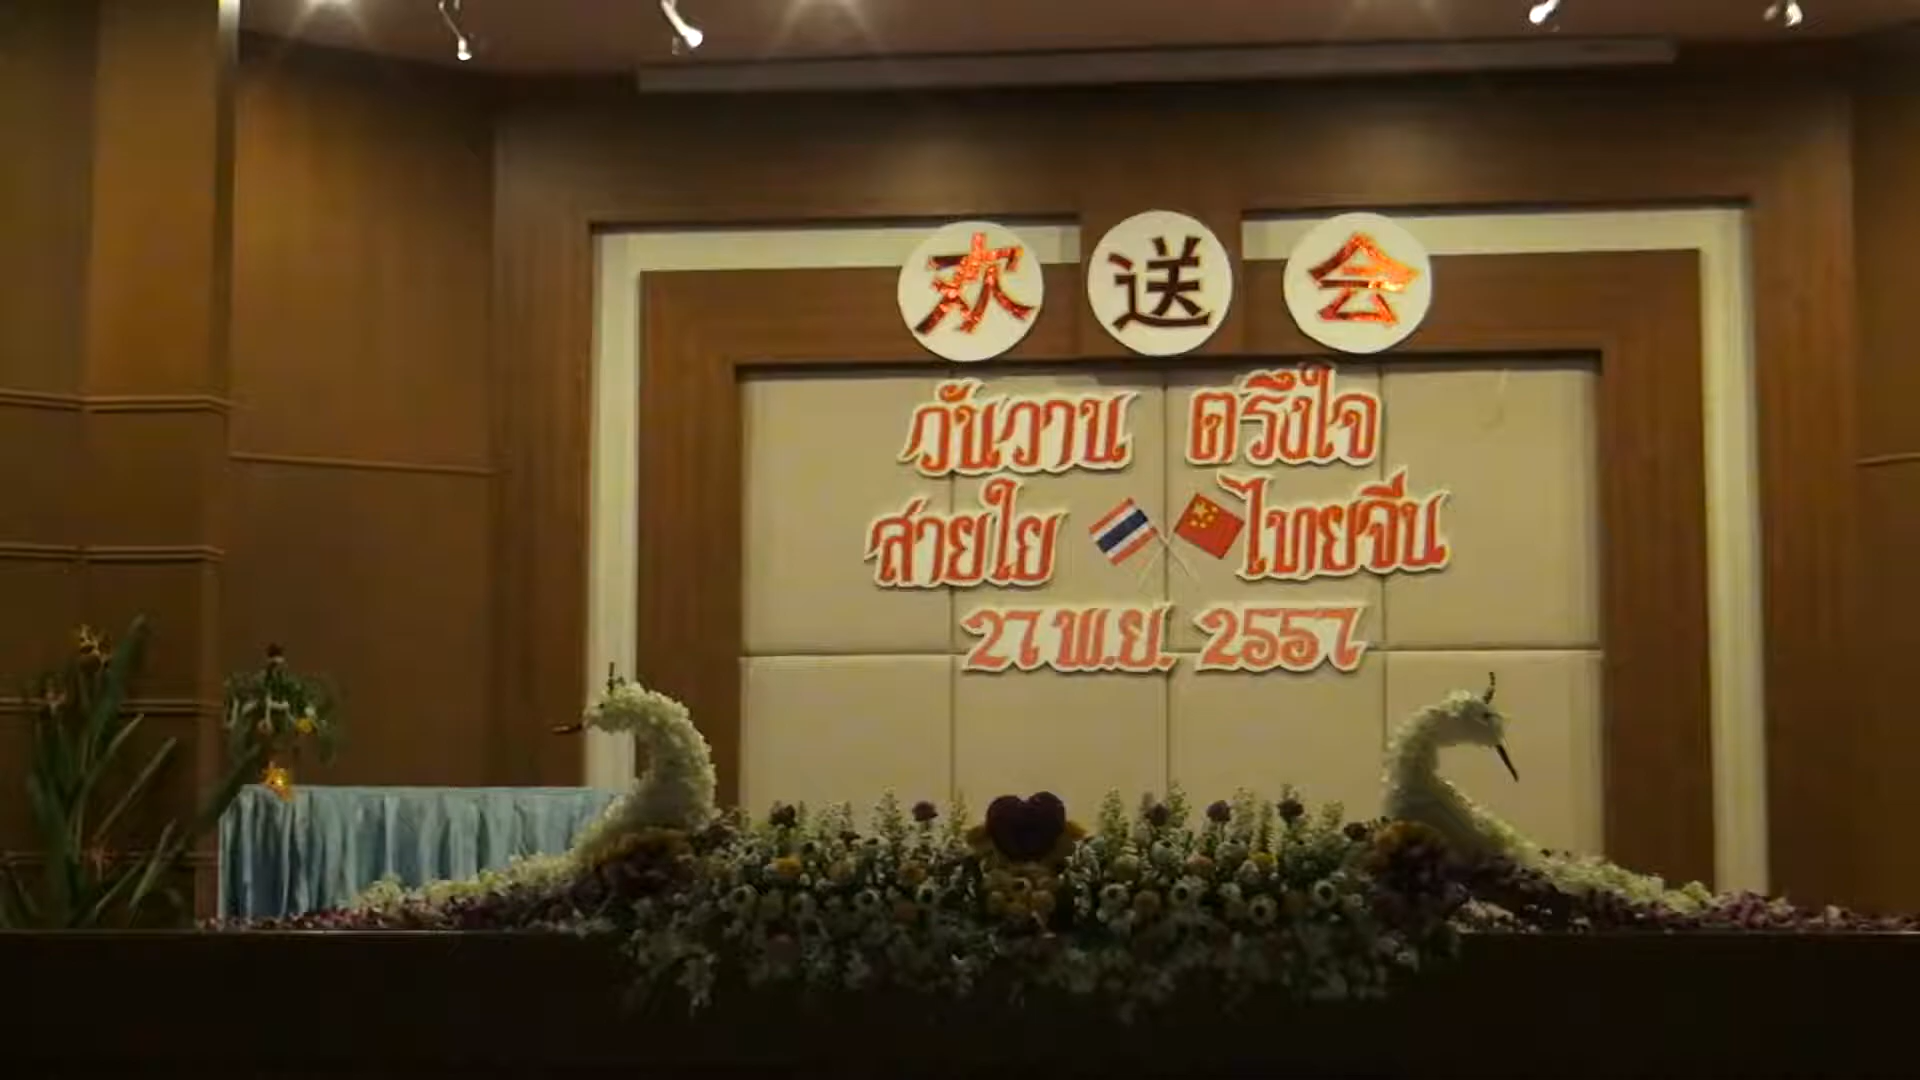 欢送会
วันวาน ตรึงใจ
สายใย ไทยจีน
27 พ.ย. 2557